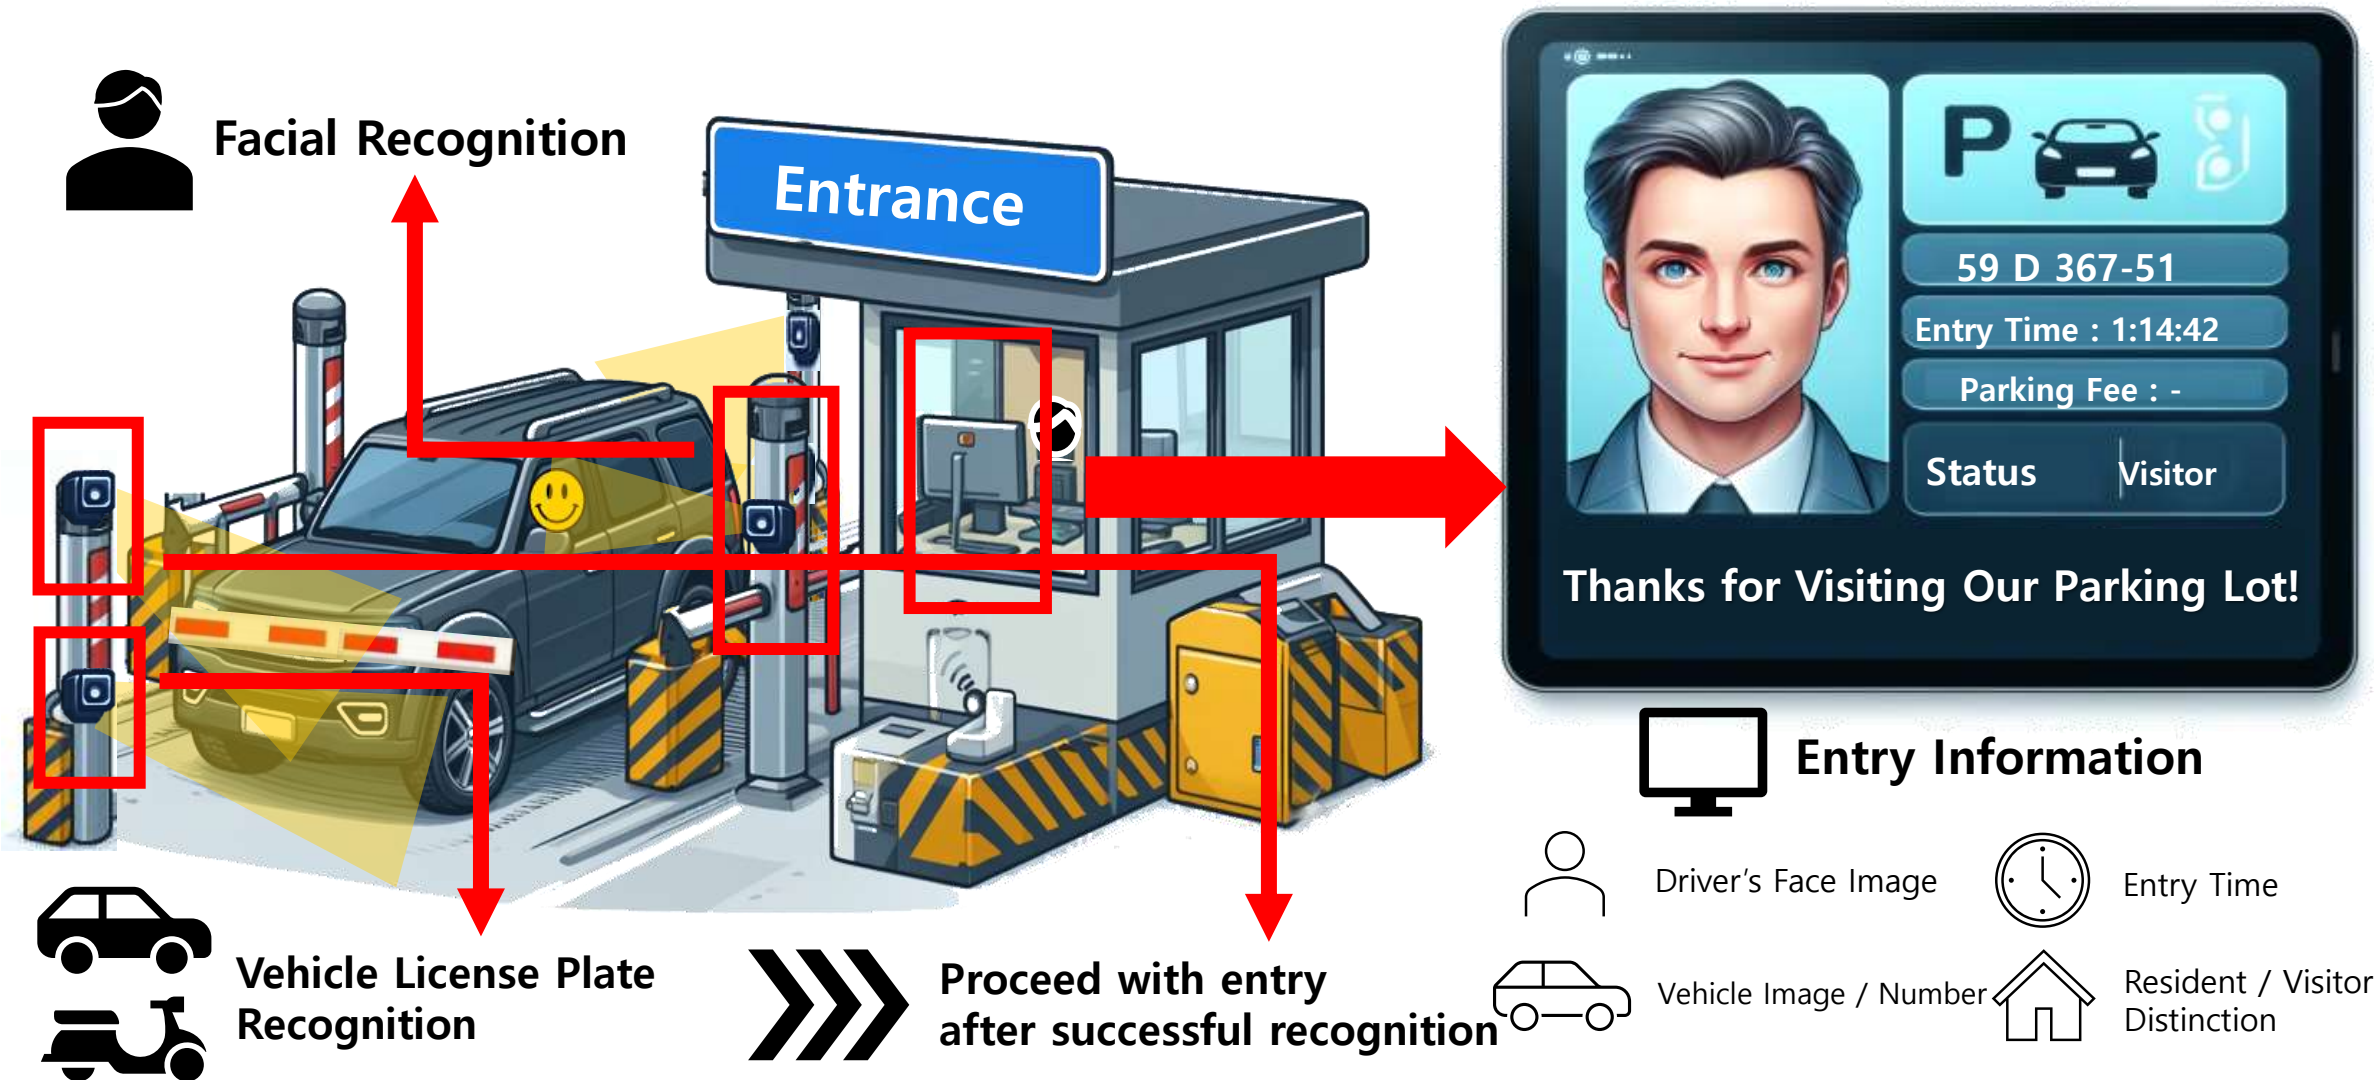 Facial Recognition
Entrance
P
59 D 367-51
Entry Time : 1:14:42
Parking Fee : -
Status
Visitor
Thanks for Visiting Our Parking Lot!
Entry Information
Driver's Face Image
Entry Time
Vehicle Image / Number
Resident / Visitor
Distinction
Vehicle License Plate
Recognition
Proceed with entry
after successful recognition